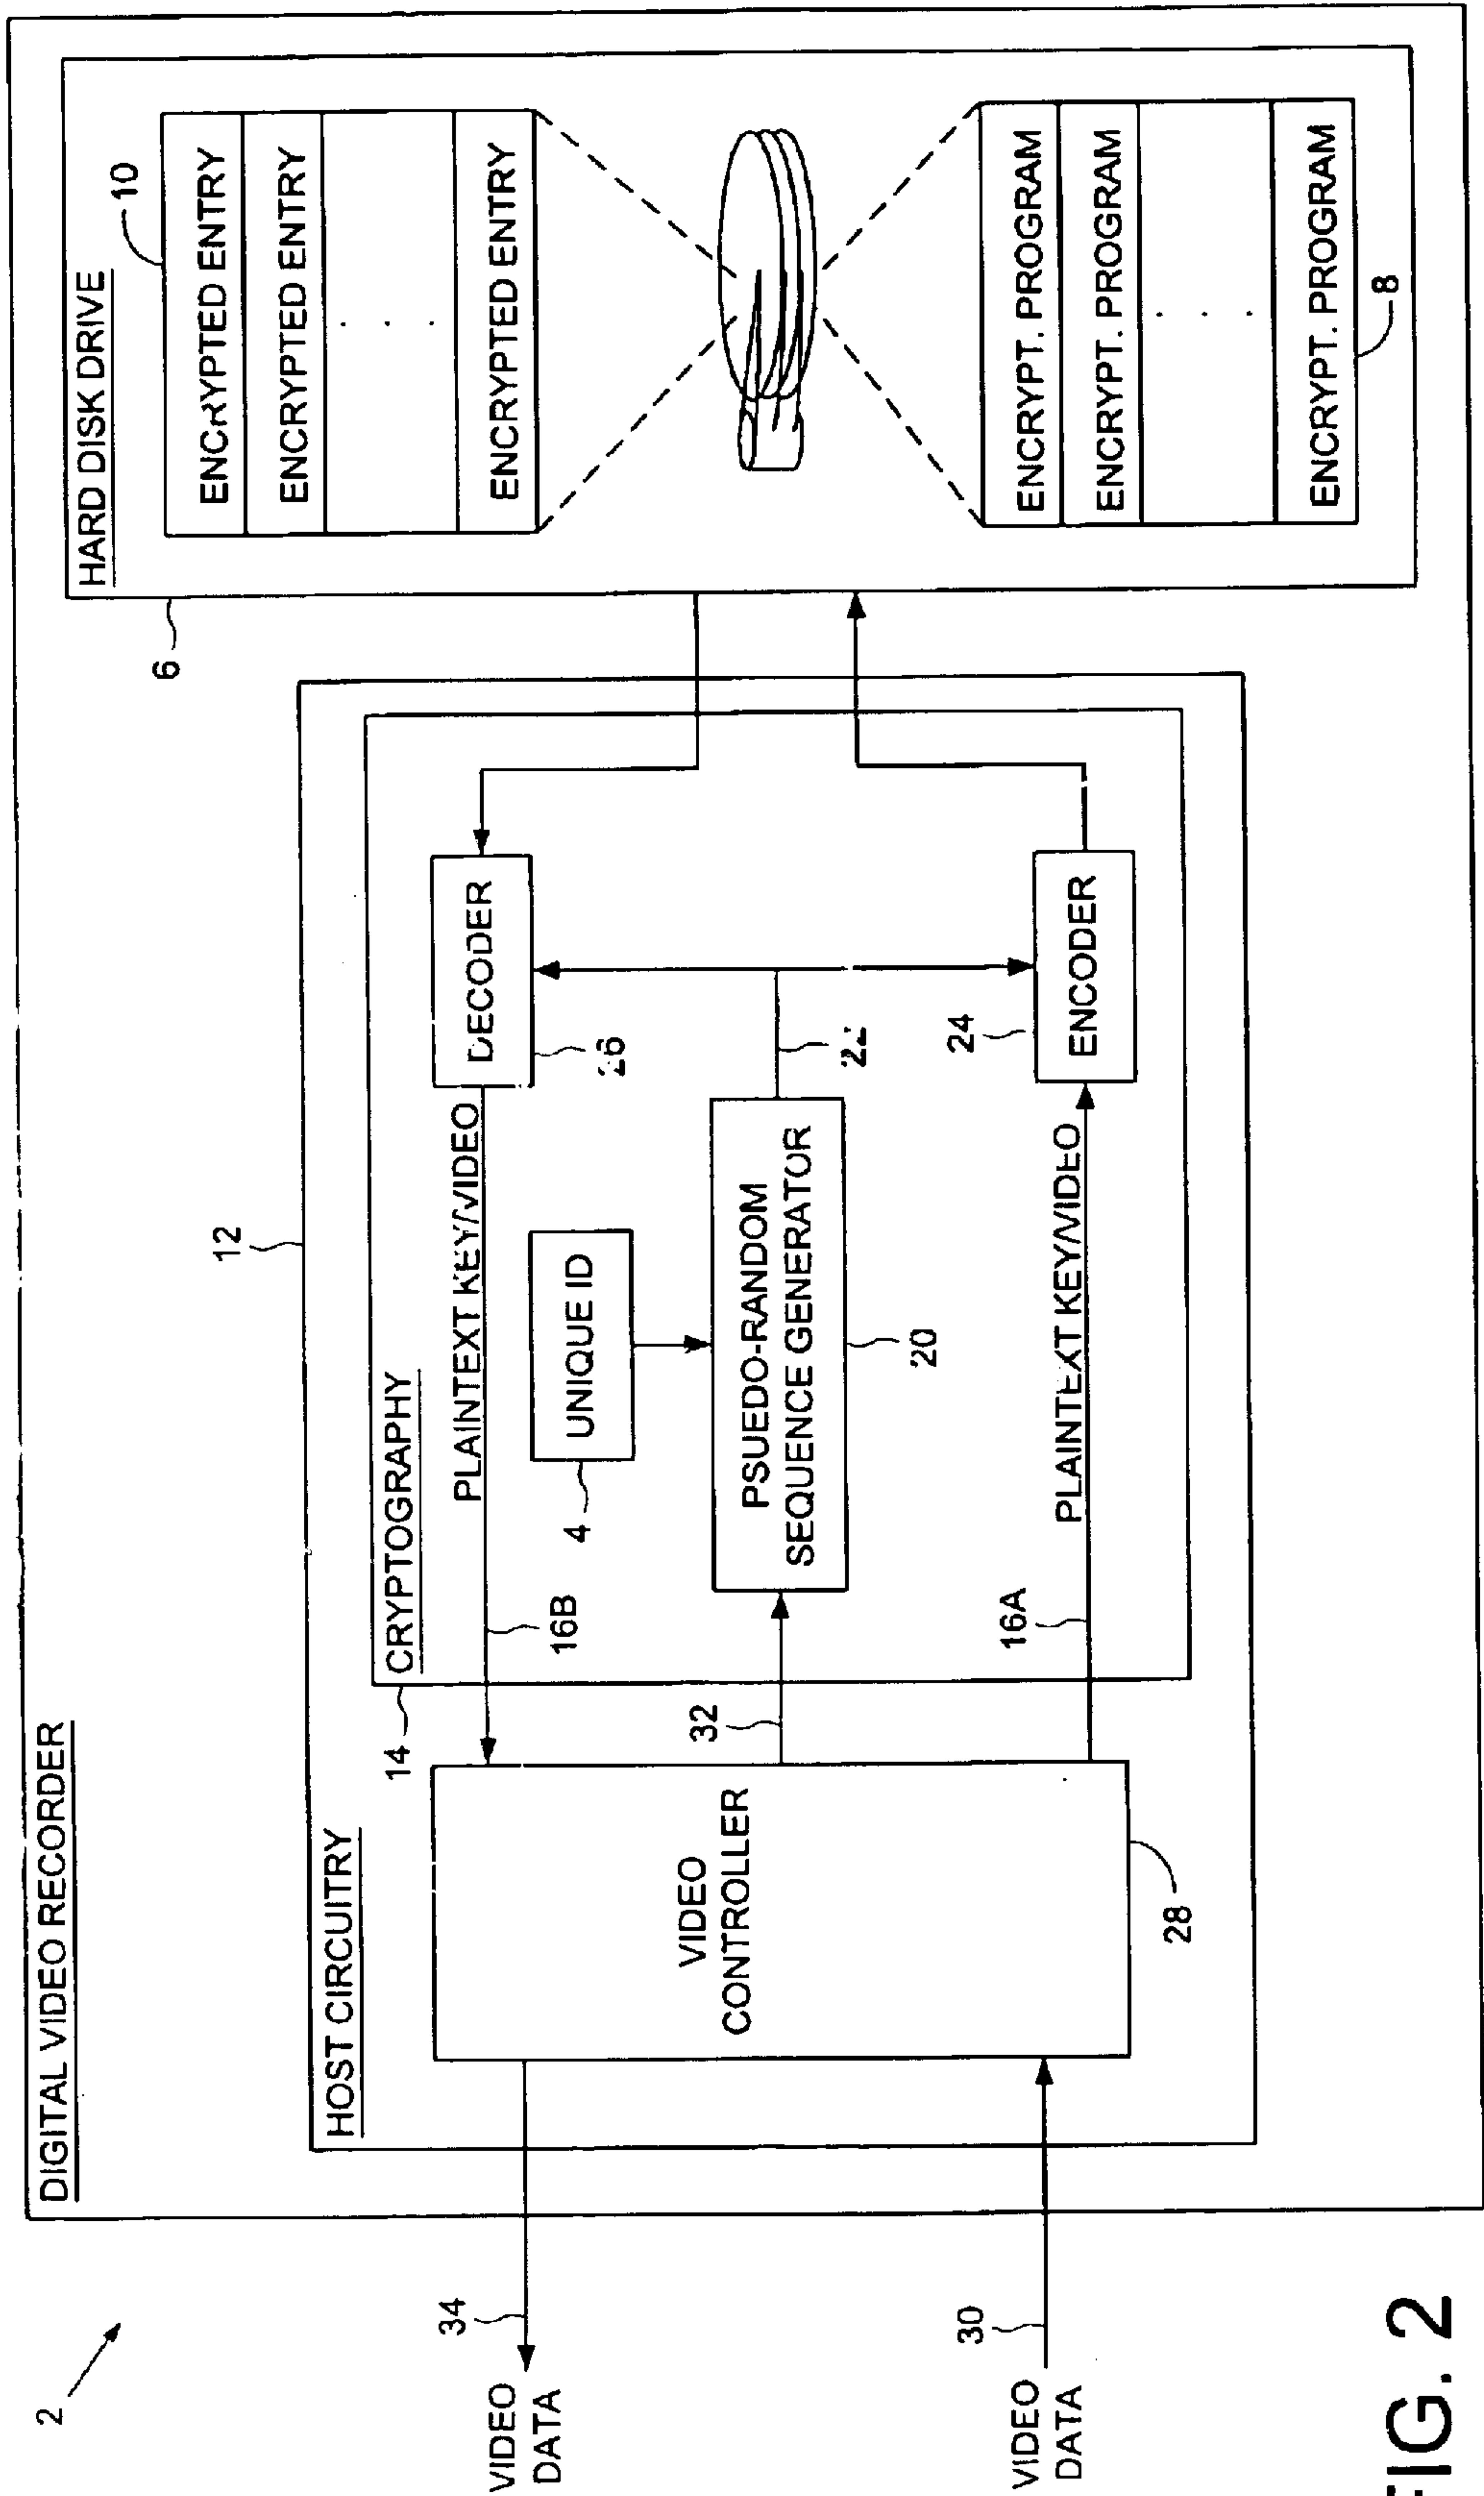 2
DIGITAL VIDEO RECORDER
HOST CIRCUITRY
12
14
CRYPTOGRAPHY
PLAINTEXT KEY/VIDEO
16B
4
UNIQUE ID
DECODER
26
VIDEO
CONTROLLER
28
32
PSUEDO-RANDOM
SEQUENCE GENERATOR
20
22
16A
PLAINTEXT KEY/VIDEO
24
ENCODER
34
VIDEO
DATA
30
VIDEO
DATA
6
HARD DISK DRIVE
10
ENCRYPTED ENTRY
ENCRYPTED ENTRY
. . .
ENCRYPTED ENTRY
ENCRYPT. PROGRAM
ENCRYPT. PROGRAM
. . .
ENCRYPT. PROGRAM
8
FIG. 2